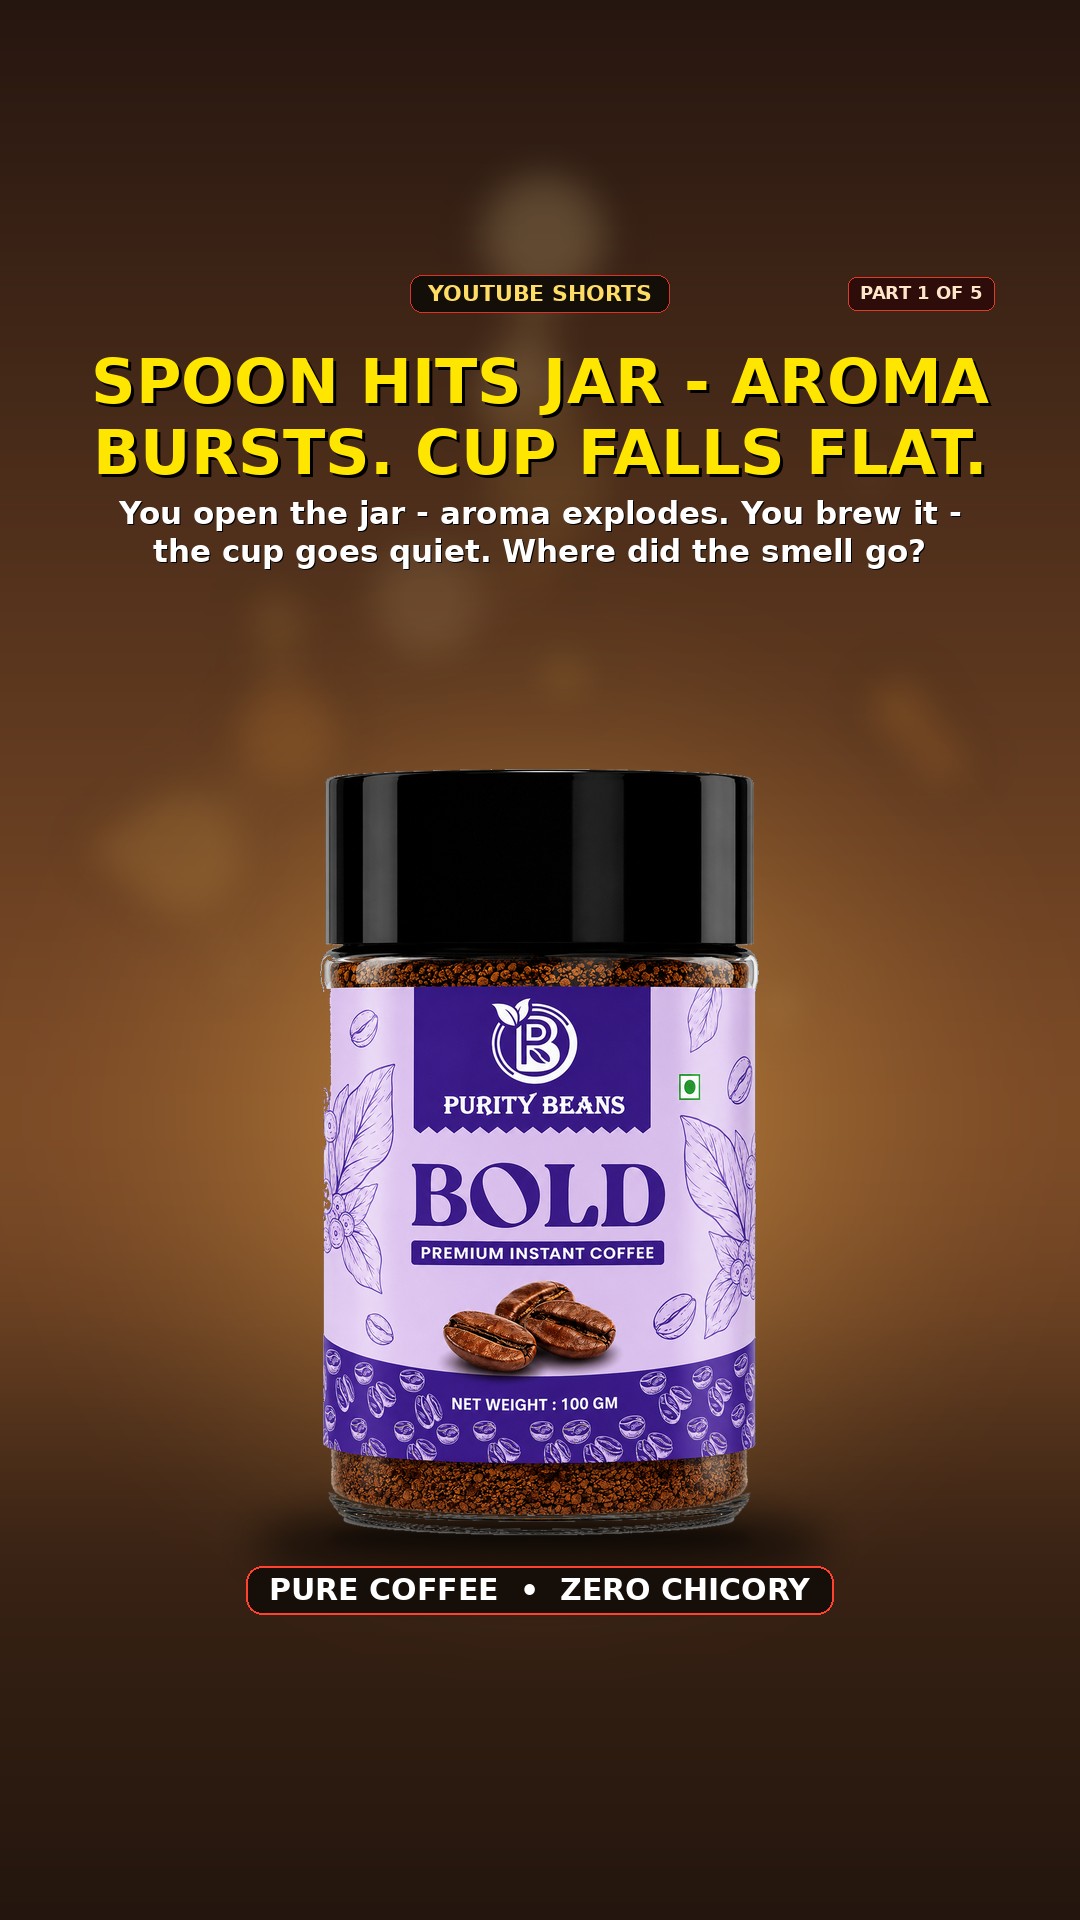 YOUTUBE SHORTS
PART 1 OF 5
SPOON HITS JAR - AROMA
BURSTS. CUP FALLS FLAT.
You open the jar - aroma explodes. You brew it -
the cup goes quiet. Where did the smell go?
PURITY BEANS
BOLD
PREMIUM INSTANT COFFEE
NET WEIGHT : 100 GM
PURE COFFEE • ZERO CHICORY